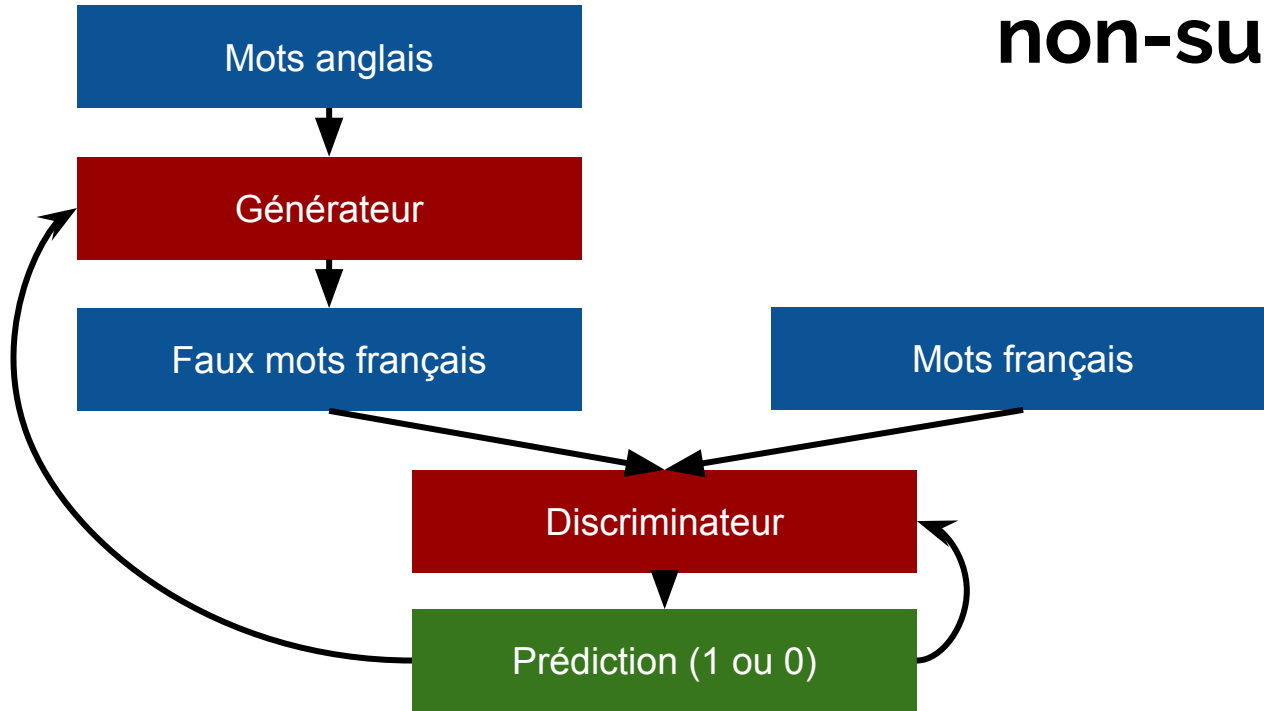 non-su
Mots anglais
Générateur
Faux mots français
Mots français
Discriminateur
Prédiction (1 ou 0)